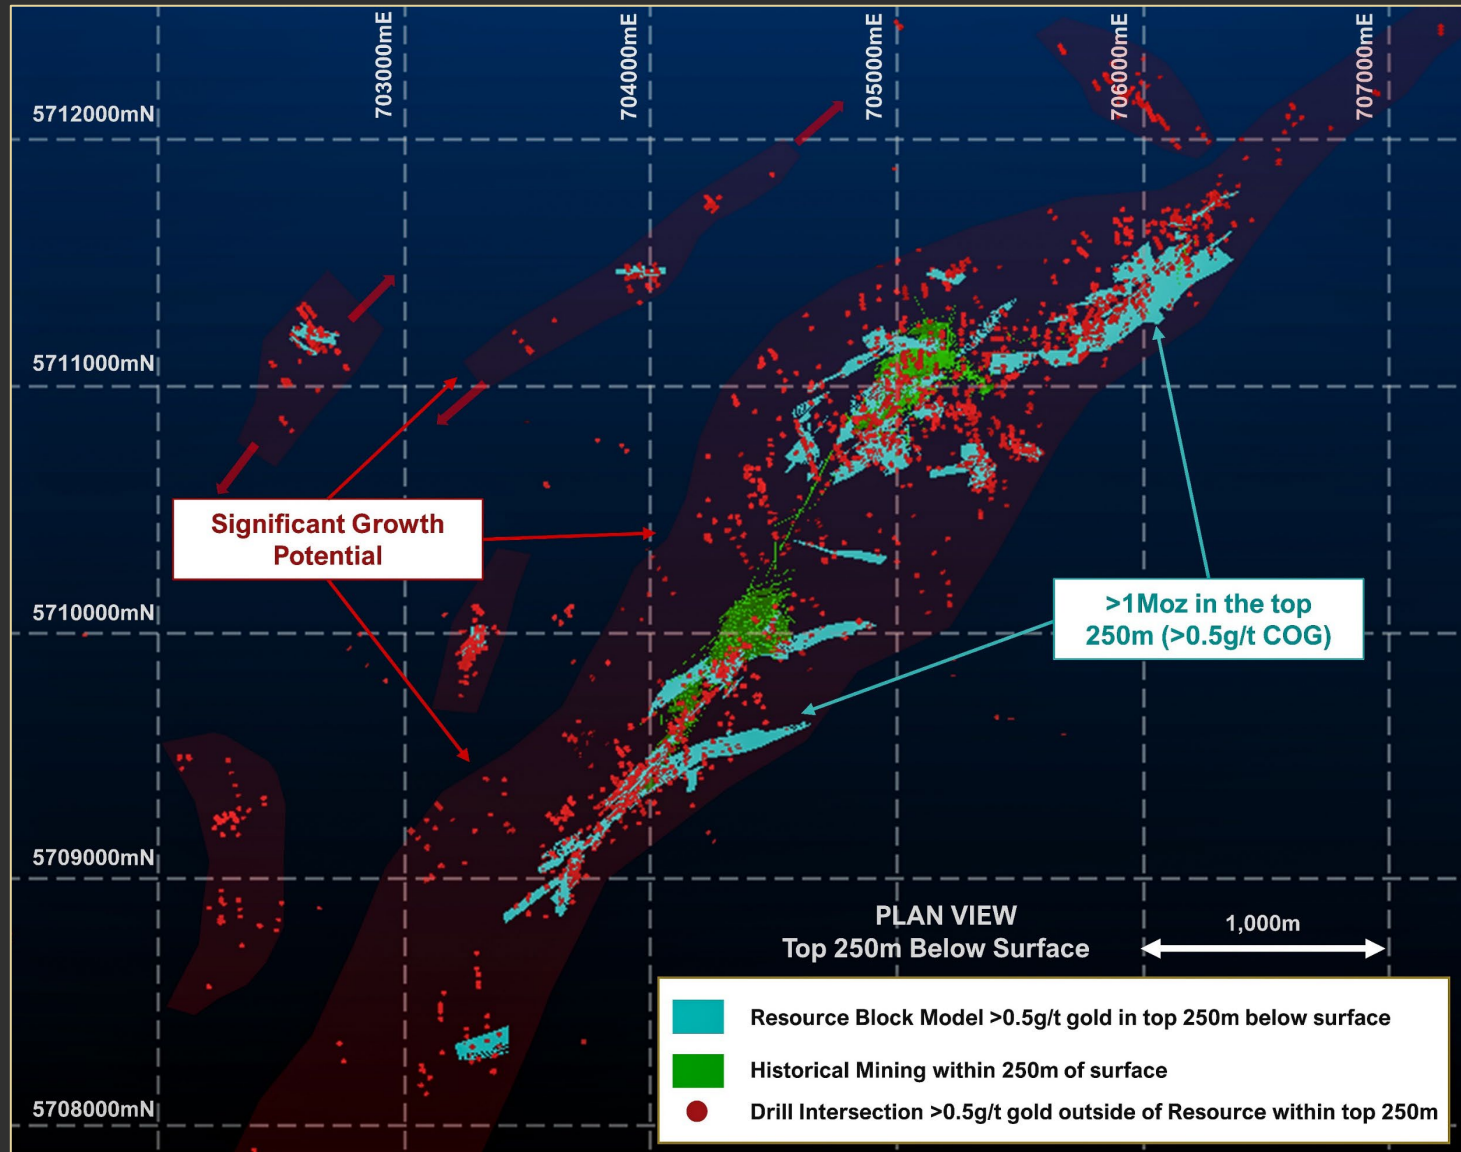 703000mE
704000mE
705000mE
706000mE
707000mE
5712000mN
5711000mN
Significant Growth
Potential
5710000mN
>1Moz in the top
250m (>0.5g/t COG)
5709000mN
PLAN VIEW
Top 250m Below Surface
1,000m
5708000mN
Resource Block Model >0.5g/t gold in top 250m below surface
Historical Mining within 250m of surface
Drill Intersection >0.5g/t gold outside of Resource within top 250m